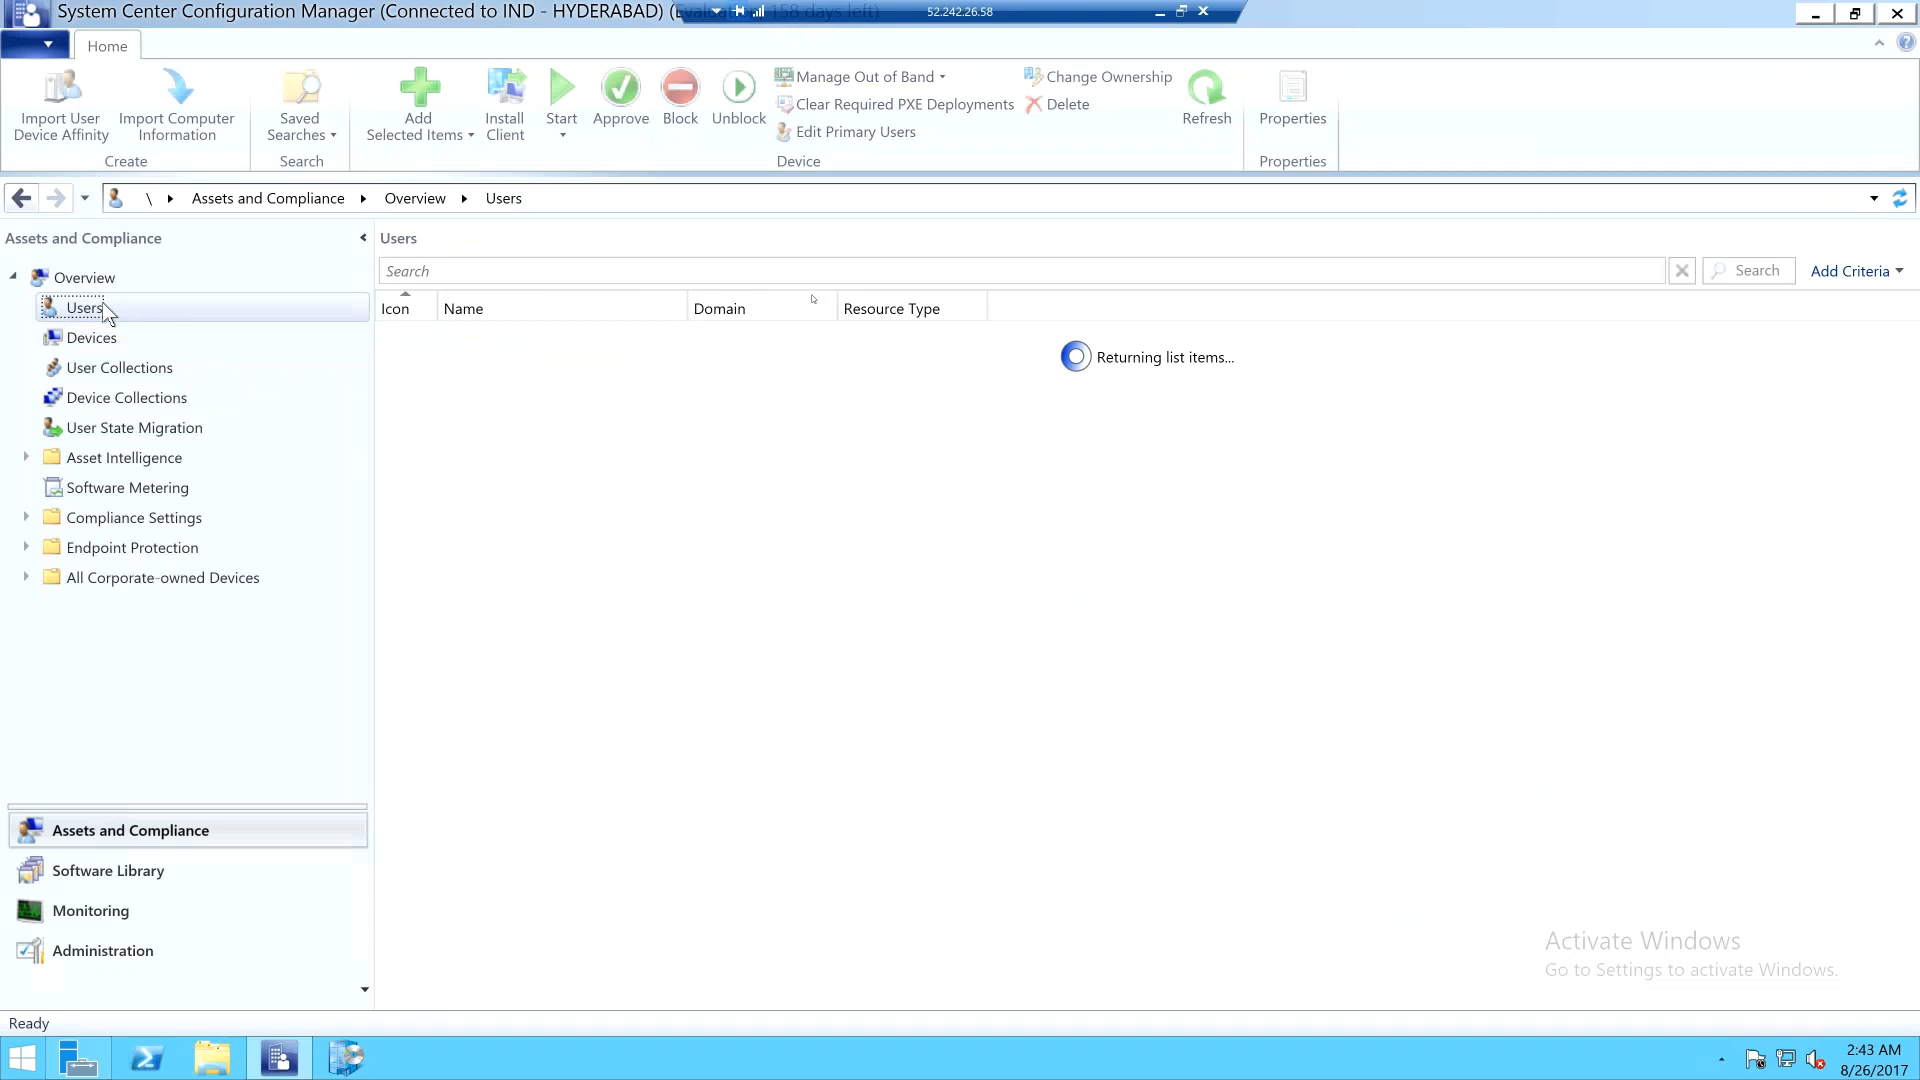 System Center Configuration Manager (Connected to IND - HYDERABAD) (Evaluation 158 days left)
52.242.26.58
Home
Import User
Device Affinity
Import Computer
Information
Create
Saved
Searches
Search
Add
Selected Items
Install
Client
Start
Approve
Block
Unblock
Manage Out of Band
Clear Required PXE Deployments
Edit Primary Users
Change Ownership
Delete
Device
Refresh
Properties
Properties
\ Assets and Compliance Overview Users
Assets and Compliance
Overview
Users
Devices
User Collections
Device Collections
User State Migration
Asset Intelligence
Software Metering
Compliance Settings
Endpoint Protection
All Corporate-owned Devices
Assets and Compliance
Software Library
Monitoring
Administration
Users
Search
Search
Add Criteria
Icon Name Domain Resource Type
Returning list items...
Activate Windows
Go to Settings to activate Windows.
Ready
2:43 AM
8/26/2017